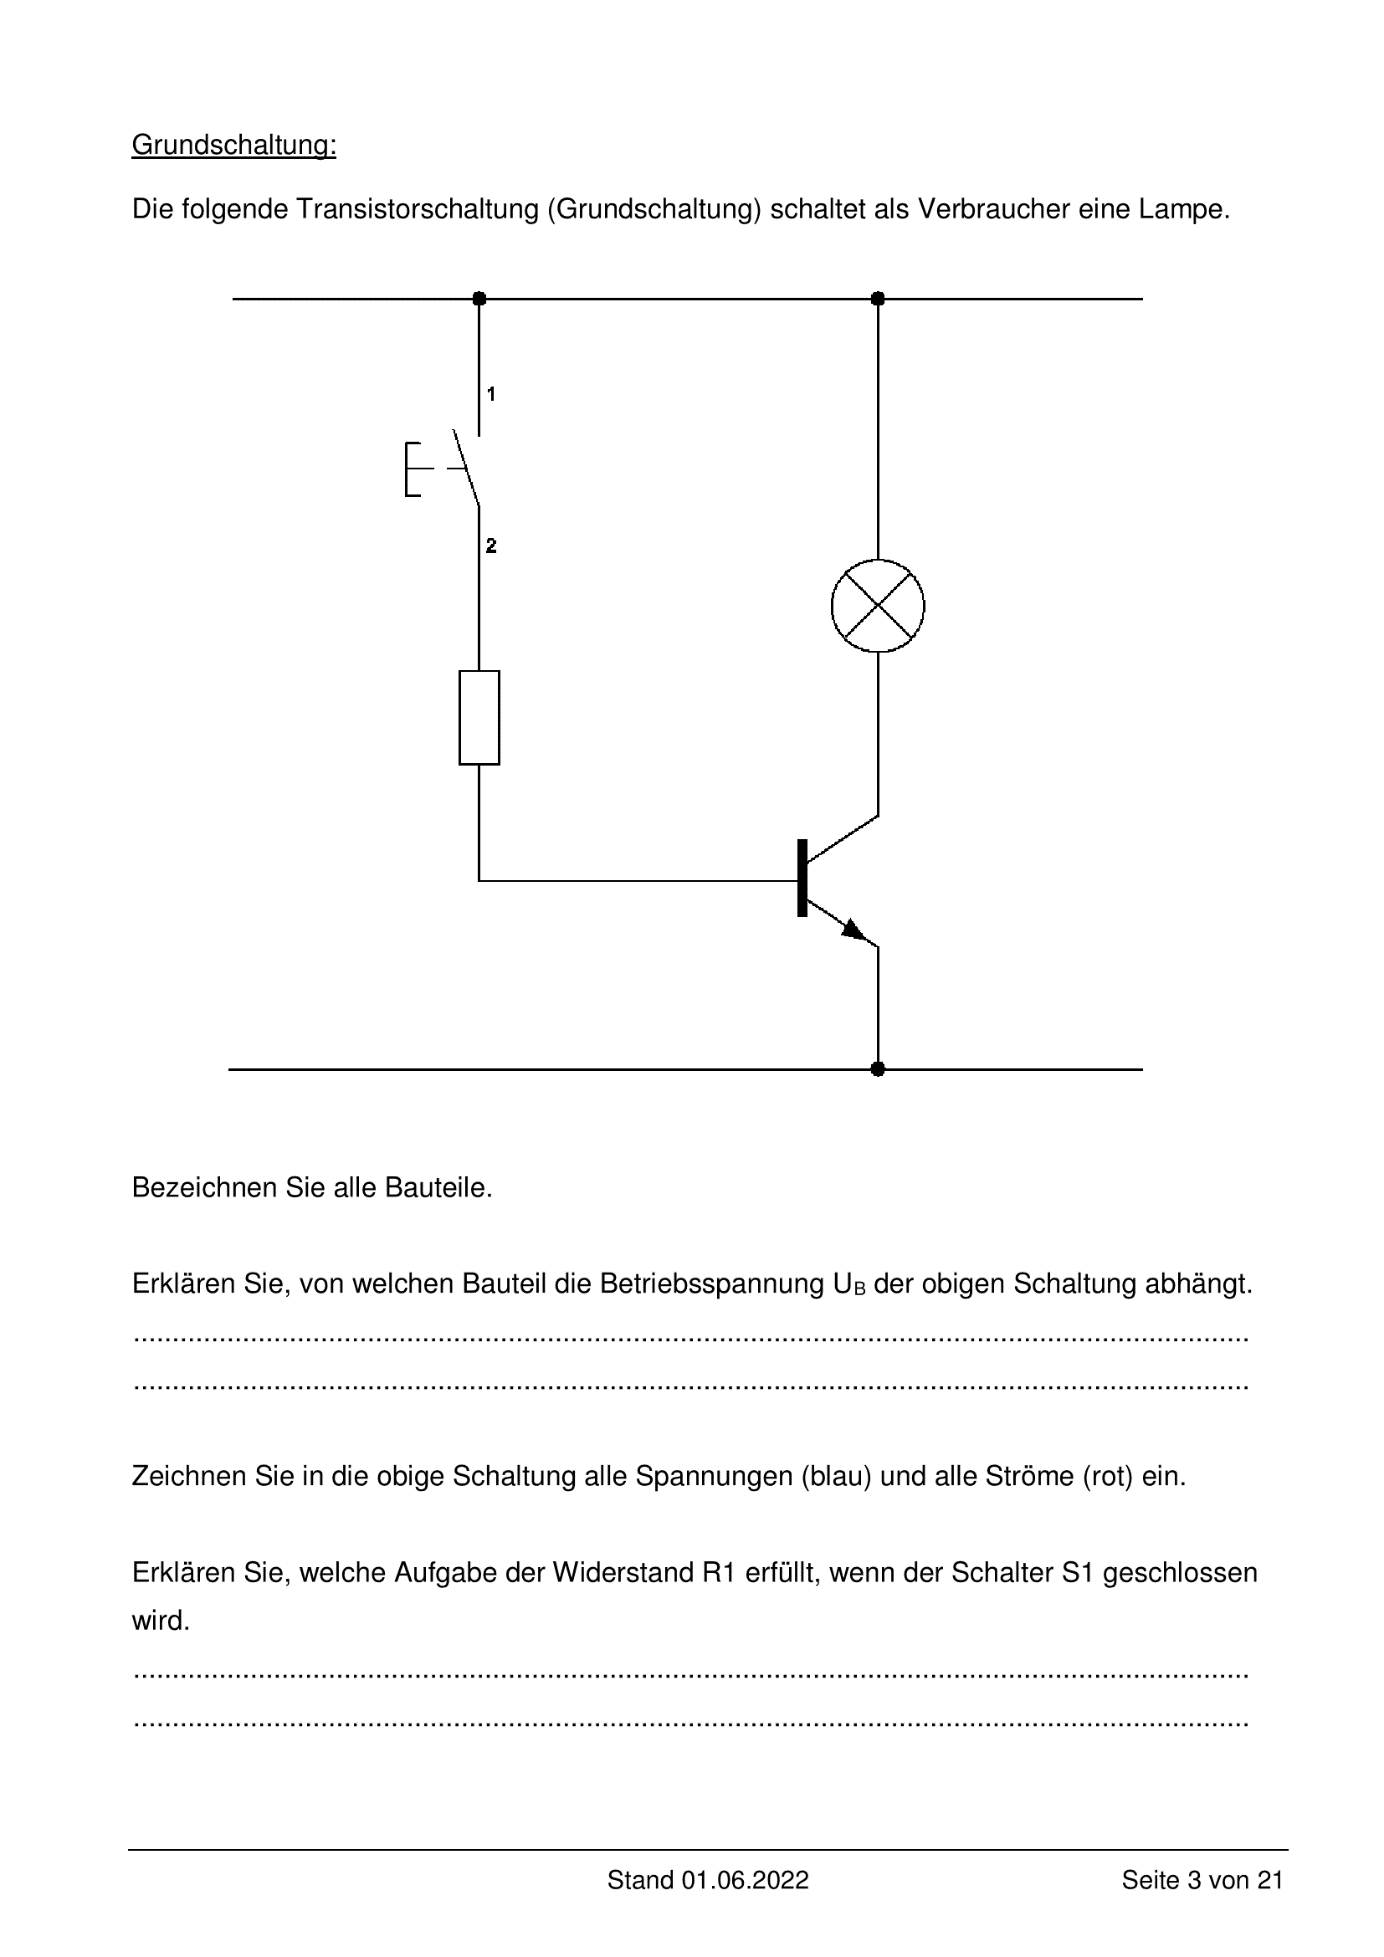 Grundschaltung:
Die folgende Transistorschaltung (Grundschaltung) schaltet als Verbraucher eine Lampe.
1
2
Bezeichnen Sie alle Bauteile.
Erklären Sie, von welchen Bauteil die Betriebsspannung UB der obigen Schaltung abhängt.
Zeichnen Sie in die obige Schaltung alle Spannungen (blau) und alle Ströme (rot) ein.
Erklären Sie, welche Aufgabe der Widerstand R1 erfüllt, wenn der Schalter S1 geschlossen
wird.
Stand 01.06.2022 Seite 3 von 21